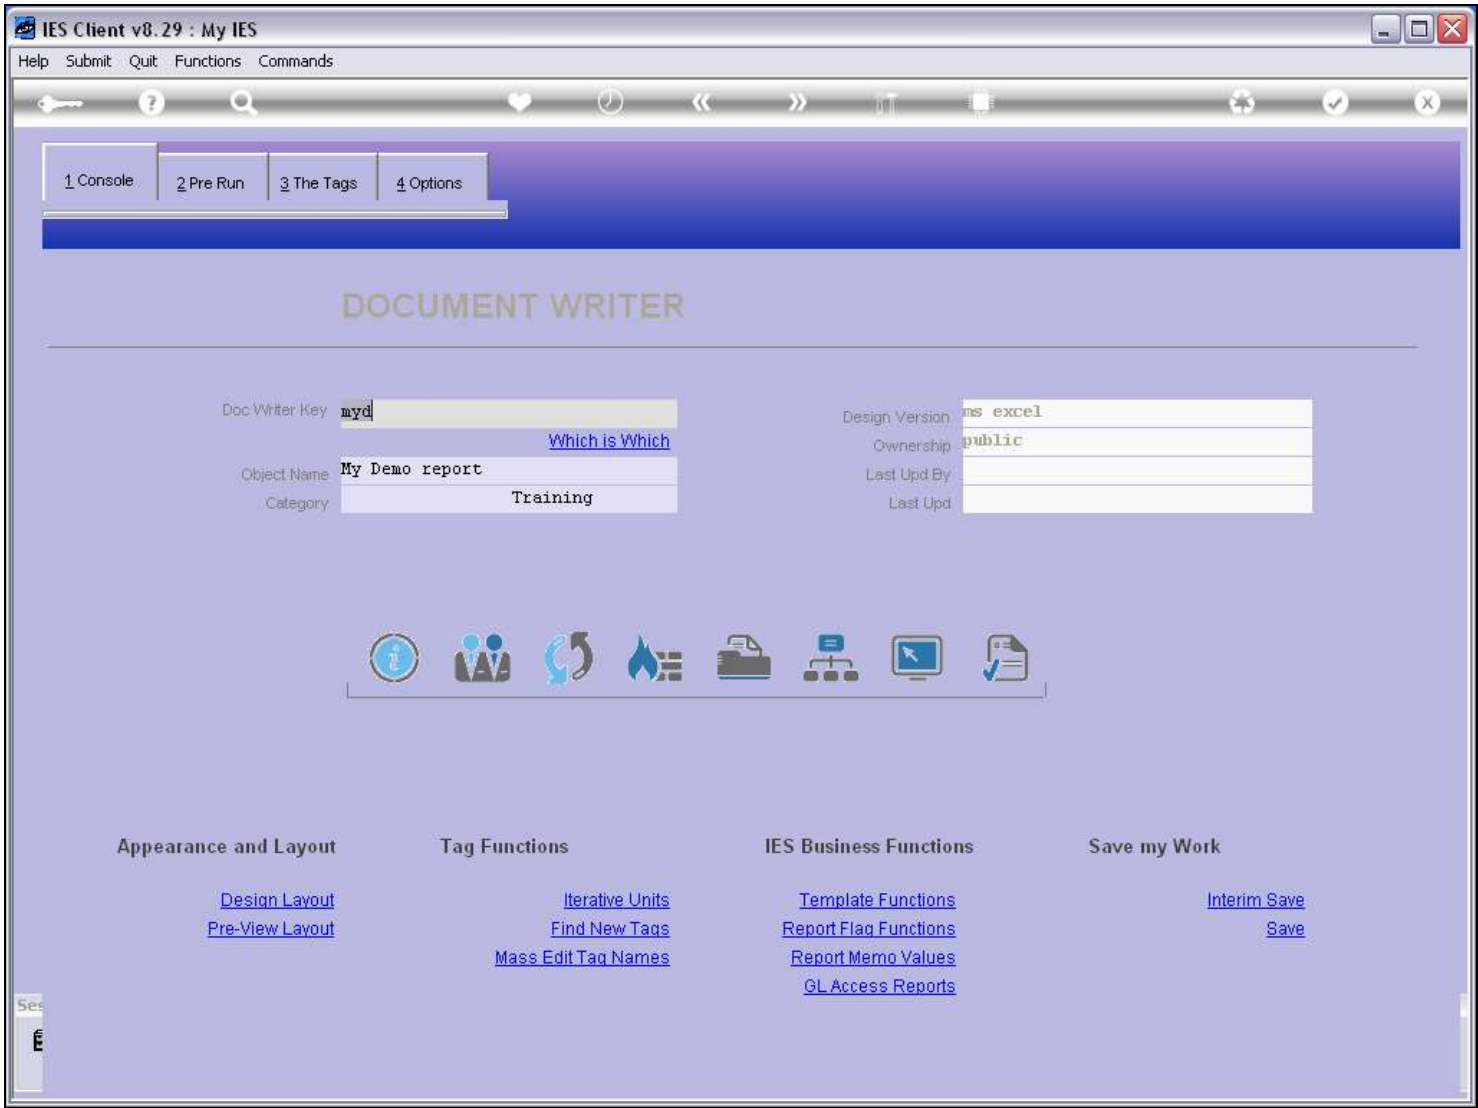 IES Client v8.29 : My IES
Help Submit Quit Functions Commands
1 Console 2 Pre Run 3 The Tags 4 Options
DOCUMENT WRITER
Doc Writer Key myd
Which is Which
Object Name My Demo report
Category Training
Design Version ms excel
Ownership public
Last Upd By
Last Upd
Appearance and Layout
Design Layout
Pre-View Layout
Tag Functions
Iterative Units
Find New Tags
Mass Edit Tag Names
IES Business Functions
Template Functions
Report Flag Functions
Report Memo Values
GL Access Reports
Save my Work
Interim Save
Save
Ses